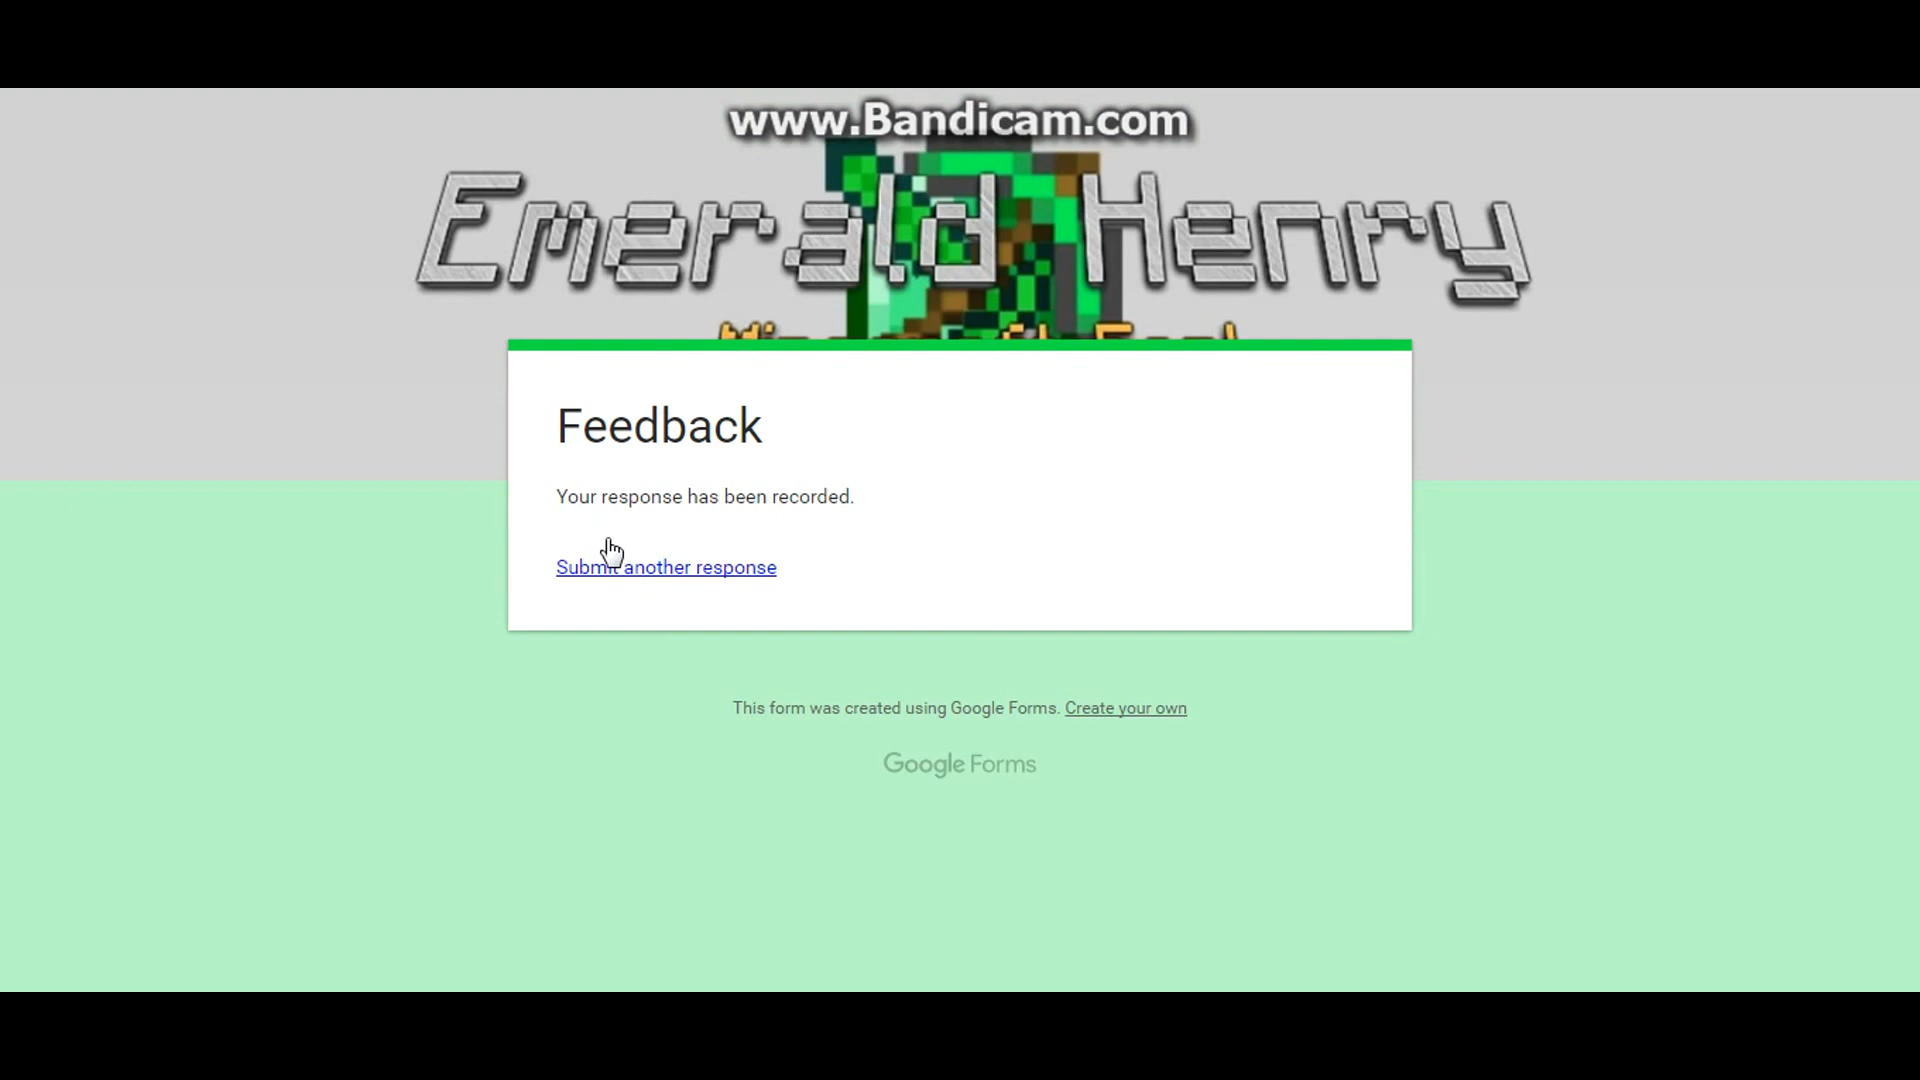 www.Bandicam.com
Emerald Henry
Feedback
Your response has been recorded.
Submit another response
This form was created using Google Forms. Create your own
Google Forms